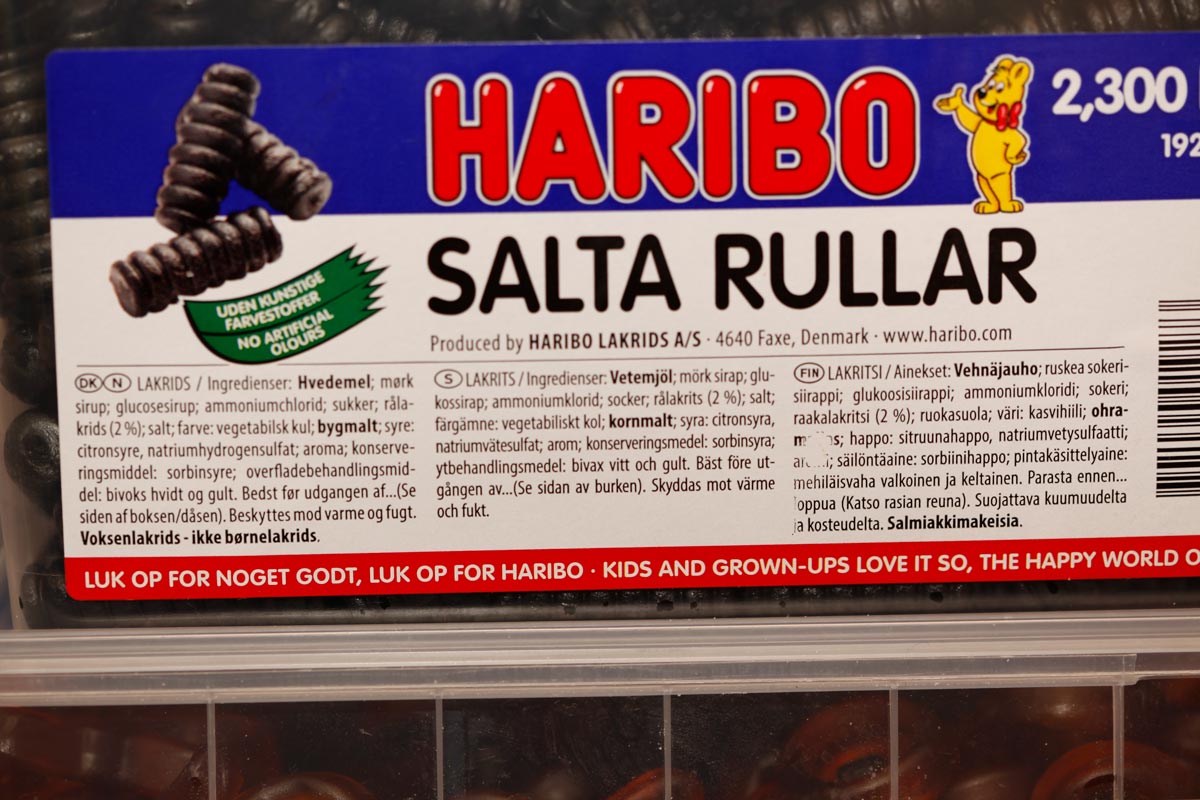 HARIBO
2,300
192
SALTA RULLAR
UDEN KUNSTIGE
FARVESTOFFER
NO ARTIFICIAL
OLOURS
Produced by HARIBO LAKRIDS A/S · 4640 Faxe, Denmark · www.haribo.com
DK N LAKRIDS / Ingredienser: Hvedemel; mørk
sirup; glucosesirup; ammoniumchlorid; sukker; råla-
krids (2 %); salt; farve: vegetabilsk kul; bygmalt; syre:
citronsyre, natriumhydrogensulfat; aroma; konserve-
ringsmiddel: sorbinsyre; overfladebehandlingsmid-
del: bivoks hvidt og gult. Bedst før udgangen af...(Se
siden af boksen/dåsen). Beskyttes mod varme og fugt.
Voksenlakrids - ikke børnelakrids.
S LAKRITS / Ingredienser: Vetemjöl; mörk sirap; glu-
kossirap; ammoniumklorid; socker; rålakrits (2 %); salt;
färgämne: vegetabiliskt kol; kornmalt; syra: citronsyra,
natriumvätesulfat; arom; konserveringsmedel: sorbinsyra;
ytbehandlingsmedel: bivax vitt och gult. Bäst före ut-
gången av...(Se sidan av burken). Skyddas mot värme
och fukt.
FIN LAKRITSI / Ainekset: Vehnäjauho; ruskea sokeri-
siirappi; glukoosisiirappi; ammoniumkloridi; sokeri;
raakalakritsi (2 %); ruokasuola; väri: kasvihiili; ohra-
happo: sitruunahappo, natriumvetysulfaatti;
säilöntäaine: sorbiinihappo; pintakäsittelyaine:
mehiläisvaha valkoinen ja keltainen. Parasta ennen...
oppua (Katso rasian reuna). Suojattava kuumuudelta
ja kosteudelta. Salmiakkimakeisia.
LUK OP FOR NOGET GODT, LUK OP FOR HARIBO · KIDS AND GROWN-UPS LOVE IT SO, THE HAPPY WORLD O